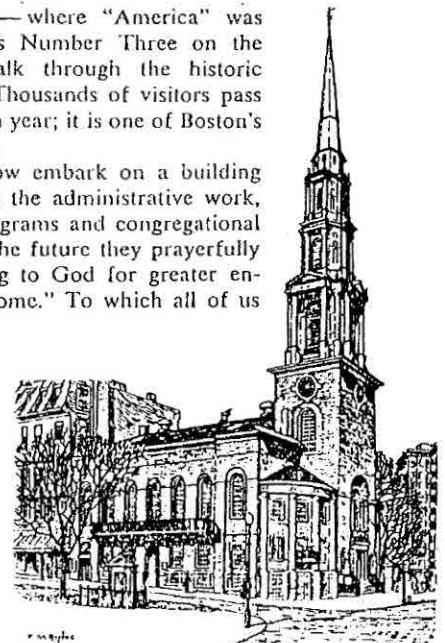 — where "America" was
s Number Three on the
alk through the historic
Thousands of visitors pass
n year; it is one of Boston's
ow embark on a building
the administrative work,
grams and congregational
he future they prayerfully
g to God for greater en-
ome." To which all of us